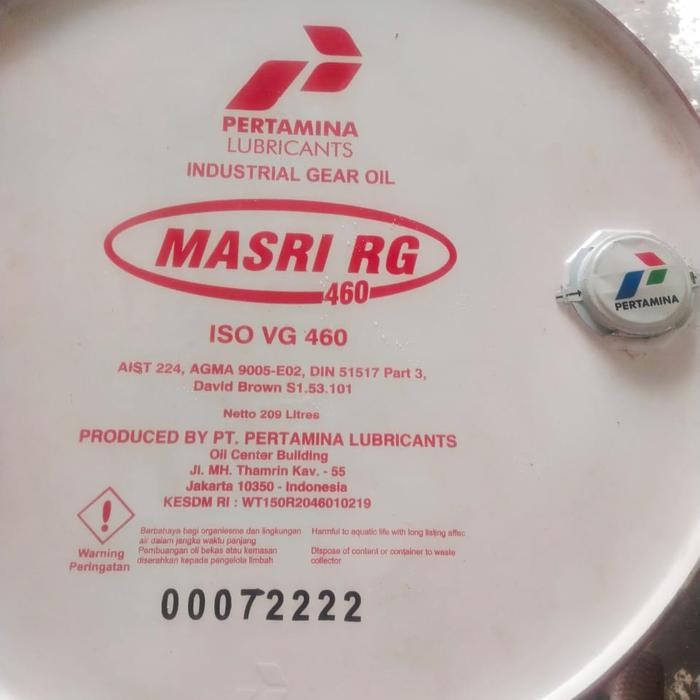 PERTAMINA
LUBRICANTS
INDUSTRIAL GEAR OIL
MASRI RG
460
ISO VG 460
AIST 224, AGMA 9005-E02, DIN 51517 Part 3,
David Brown S1.53.101
Netto 209 Litres
PRODUCED BY PT. PERTAMINA LUBRICANTS
Oil Center Building
Jl. MH. Thamrin Kav. - 55
Jakarta 10350 - Indonesia
KESDM RI : WT150R2046010219
Warning
Peringatan
Berbahaya bagi organiesme dan lingkungan
air dalam jangka waktu panjang
Pembuangan oli bekas atau kemasan
diserahkan kepada pengelola limbah
Harmful to aquatic life with long listing affec
Dispose of contant or container to waste
collector
00072222
PERTAMINA